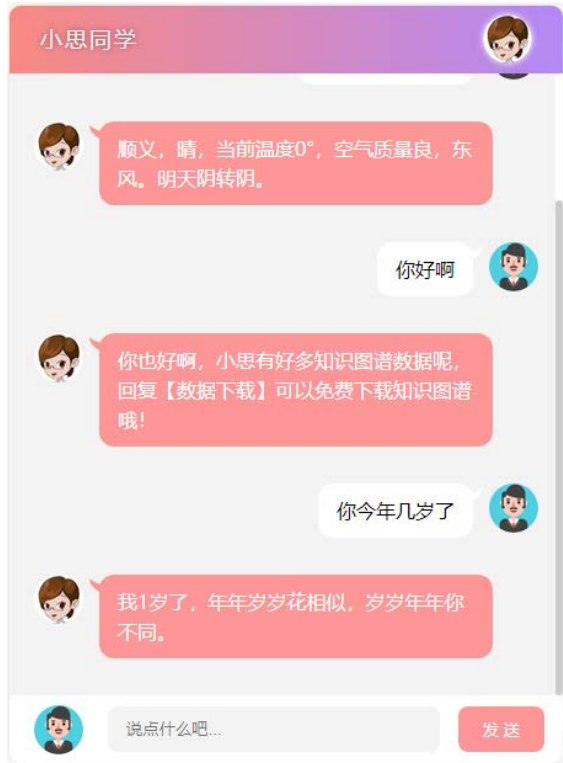 小思同学
顺义，晴，当前温度0°，空气质量良，东
风。明天阴转阴。
你好啊
你也好啊，小思有好多知识图谱数据呢，
回复【数据下载】可以免费下载知识图谱
哦！
你今年几岁了
我1岁了，年年岁岁花相似，岁岁年年你
不同。
说点什么吧...
发送